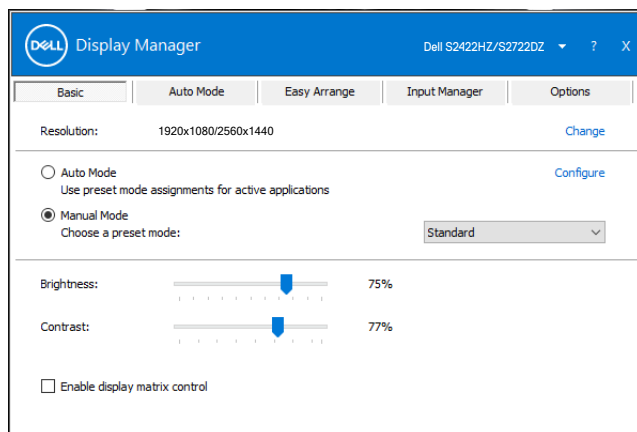 DELL Display Manager Dell S2422HZ/S2722DZ ? X
Basic Auto Mode Easy Arrange Input Manager Options
Resolution: 1920x1080/2560x1440 Change
Auto Mode Configure
Use preset mode assignments for active applications
Manual Mode
Choose a preset mode: Standard
Brightness: 75%
Contrast: 77%
Enable display matrix control